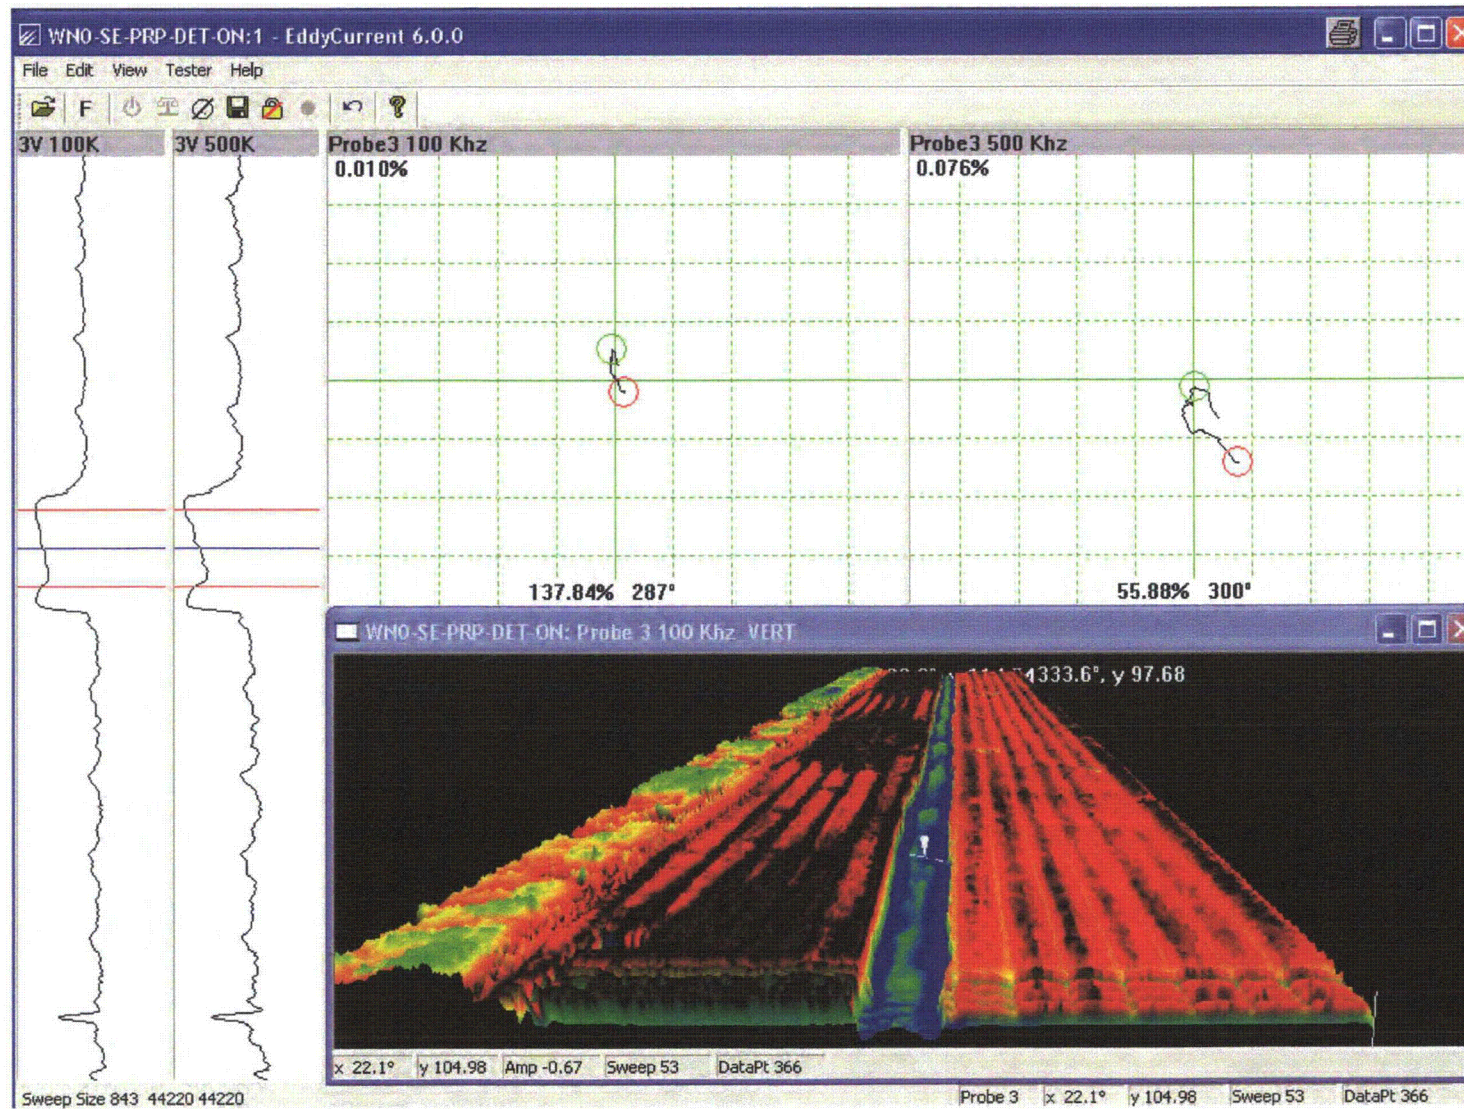 WN0-SE-PRP-DET-ON:1 - EddyCurrent 6.0.0
File Edit View Tester Help
F
3V 100K
3V 500K
Probe3 100 Khz
0.010%
137.84% 287°
Probe3 500 Khz
0.076%
55.88% 300°
WN0-SE-PRP-DET-ON: Probe 3 100 Khz VERT
333.6°, y 97.68
x 22.1° y 104.98 Amp -0.67 Sweep 53 DataPt 366
Sweep Size 843 44220 44220 Probe 3 x 22.1° y 104.98 Sweep 53 DataPt 366